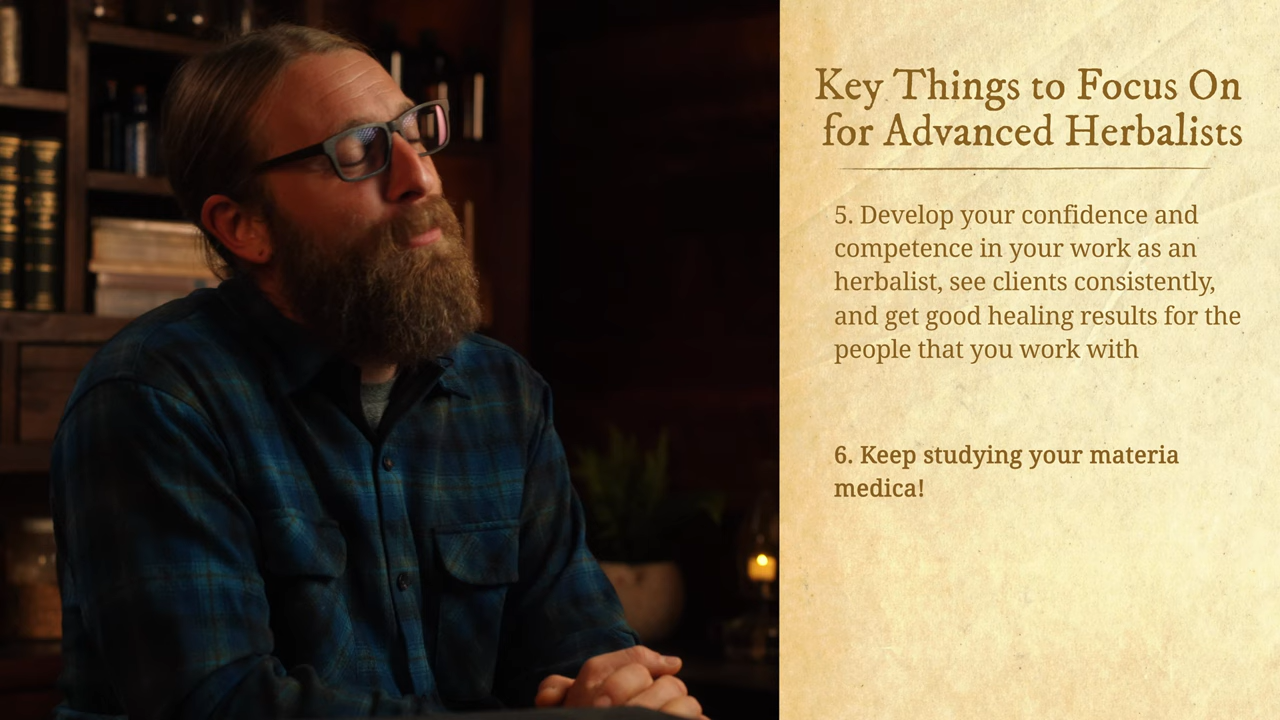 Key Things to Focus On
for Advanced Herbalists
5. Develop your confidence and
competence in your work as an
herbalist, see clients consistently,
and get good healing results for the
people that you work with
6. Keep studying your materia
medica!